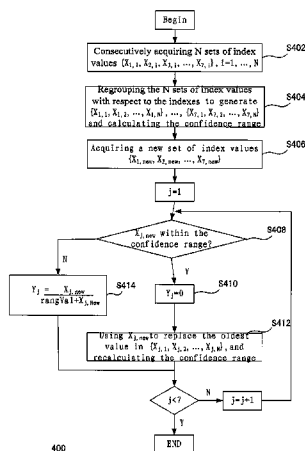 Begin
S402
Consecutively acquiring N sets of index
values {X1,i, X2,i, X3,i, ..., X7,i}, i=1, ..., N
Regrouping the N sets of index values
S404
with respect to the indexes to generate
{X1,1, X1,2, ..., X1,N}, ..., {X7,1, X7,2, ..., X7,N}
and calculating the confidence range
S406
Acquiring a new set of index values
{X1,new, X2,new, ..., X7,new}
j=1
S408
Xj,new within the
confidence range?
N
Y
S410
Yj = Xj,new
rangVal+Xj,New
S414
Yj=0
S412
Using Xj,new to replace the oldest
value in {Xj,1, Xj,2, ..., Xj,N}, and
recalculating the confidence range
j<7
N
j=j+1
Y
END
400